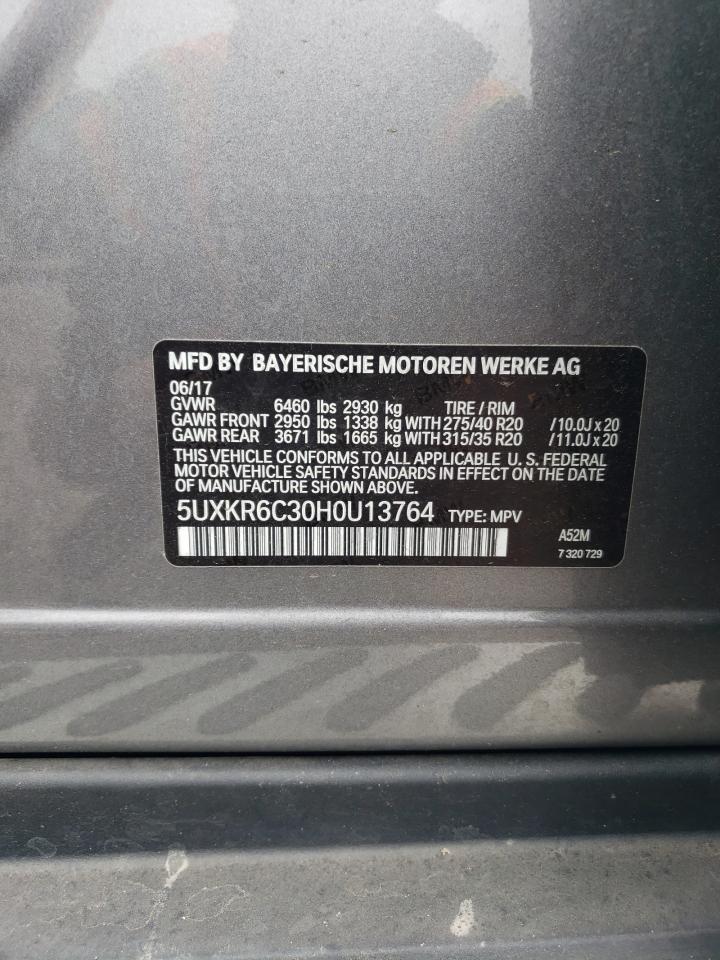 MFD BY BAYERISCHE MOTOREN WERKE AG
06/17
GVWR 6460 lbs 2930 kg TIRE / RIM
GAWR FRONT 2950 lbs 1338 kg WITH 275/40 R20 /10.0J x 20
GAWR REAR 3671 lbs 1665 kg WITH 315/35 R20 /11.0J x 20
THIS VEHICLE CONFORMS TO ALL APPLICABLE U. S. FEDERAL
MOTOR VEHICLE SAFETY STANDARDS IN EFFECT ON THE DATE
OF MANUFACTURE SHOWN ABOVE.
5UXKR6C30H0U13764 TYPE: MPV
A52M
7 320 729